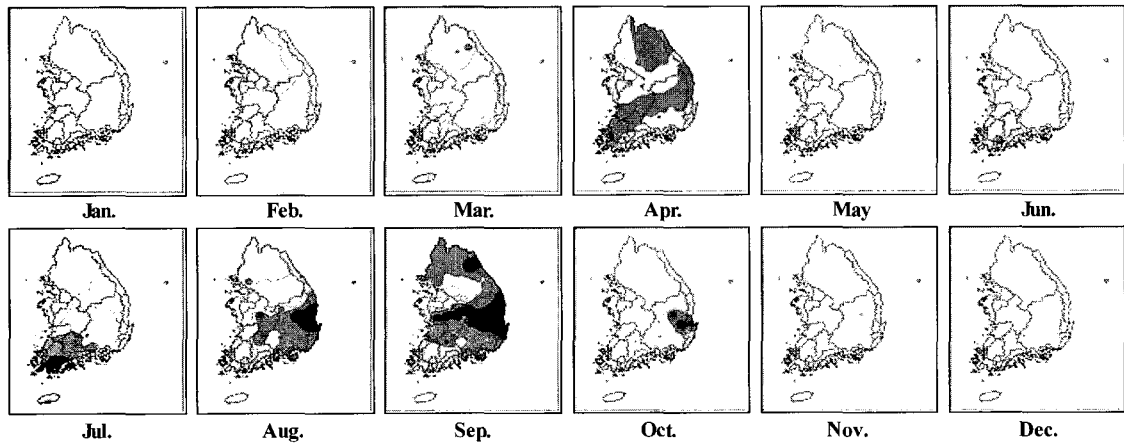 Jan. Feb. Mar. Apr. May Jun.
Jul. Aug. Sep. Oct. Nov. Dec.